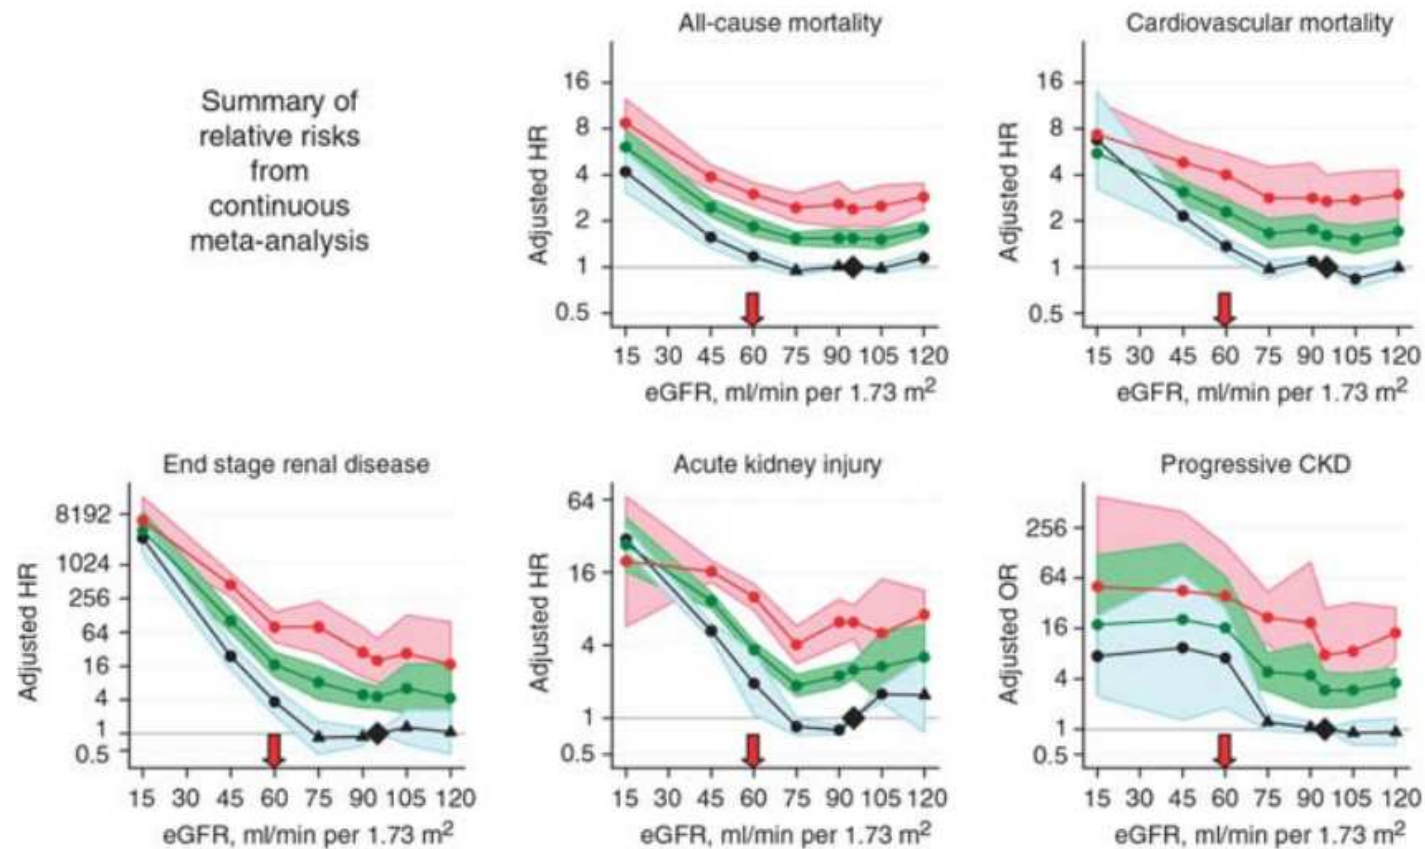 Summary of
relative risks
from
continuous
meta-analysis
All-cause mortality
Adjusted HR
16
8
4
2
1
0.5
15 30 45 60 75 90 105 120
eGFR, ml/min per 1.73 m²
Cardiovascular mortality
Adjusted HR
16
8
4
2
1
0.5
15 30 45 60 75 90 105 120
eGFR, ml/min per 1.73 m²
End stage renal disease
Adjusted HR
8192
1024
256
64
16
4
1
0.5
15 30 45 60 75 90 105 120
eGFR, ml/min per 1.73 m²
Acute kidney injury
Adjusted HR
64
16
4
1
0.5
15 30 45 60 75 90 105 120
eGFR, ml/min per 1.73 m²
Progressive CKD
Adjusted OR
256
64
16
4
1
0.5
15 30 45 60 75 90 105 120
eGFR, ml/min per 1.73 m²